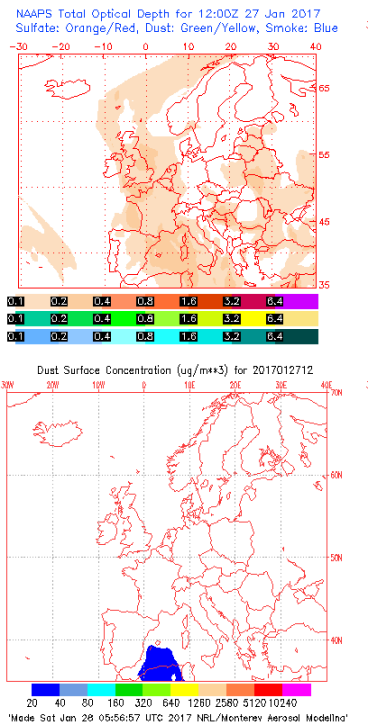 NAAPS Total Optical Depth for 12:00Z 27 Jan 2017
Sulfate: Orange/Red, Dust: Green/Yellow, Smoke: Blue
-30 -20 -10 0 10 20 30 40
65
55
45
35
0.1 0.2 0.4 0.8 1.6 3.2 6.4
0.1 0.2 0.4 0.8 1.6 3.2 6.4
0.1 0.2 0.4 0.8 1.6 3.2 6.4
Dust Surface Concentration (ug/m**3) for 2017012712
30W 20W 10W 0 10E 20E 30E 40E
70N
60N
50N
40N
20 40 80 160 320 640 1280 2560 5120 10240
'Made Sat Jan 28 05:56:57 UTC 2017 NRL/Monterey Aerosol Modeling'